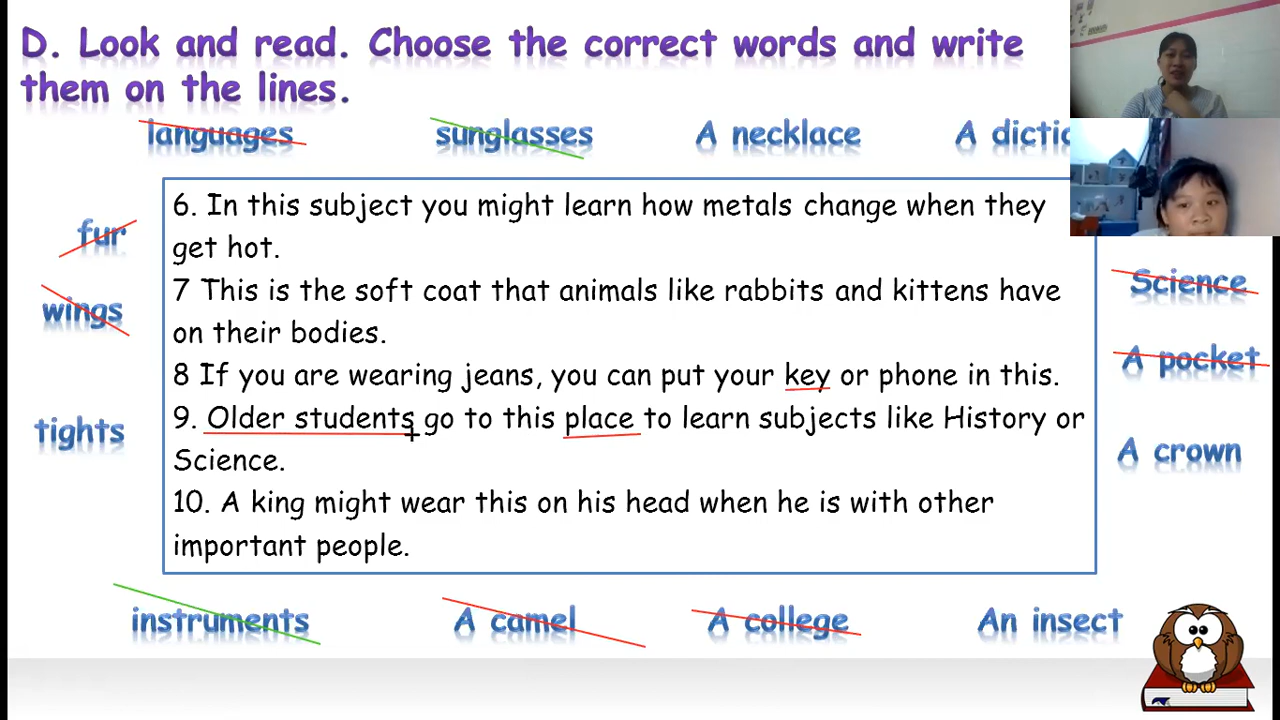 D. Look and read. Choose the correct words and write
them on the lines.
languages sunglasses A necklace A dictio
6. In this subject you might learn how metals change when they
get hot.
fur
7 This is the soft coat that animals like rabbits and kittens have
on their bodies.
wings
Science
8 If you are wearing jeans, you can put your key or phone in this.
A pocket
9. Older students go to this place to learn subjects like History or
Science.
tights
A crown
10. A king might wear this on his head when he is with other
important people.
instruments A camel A college An insect